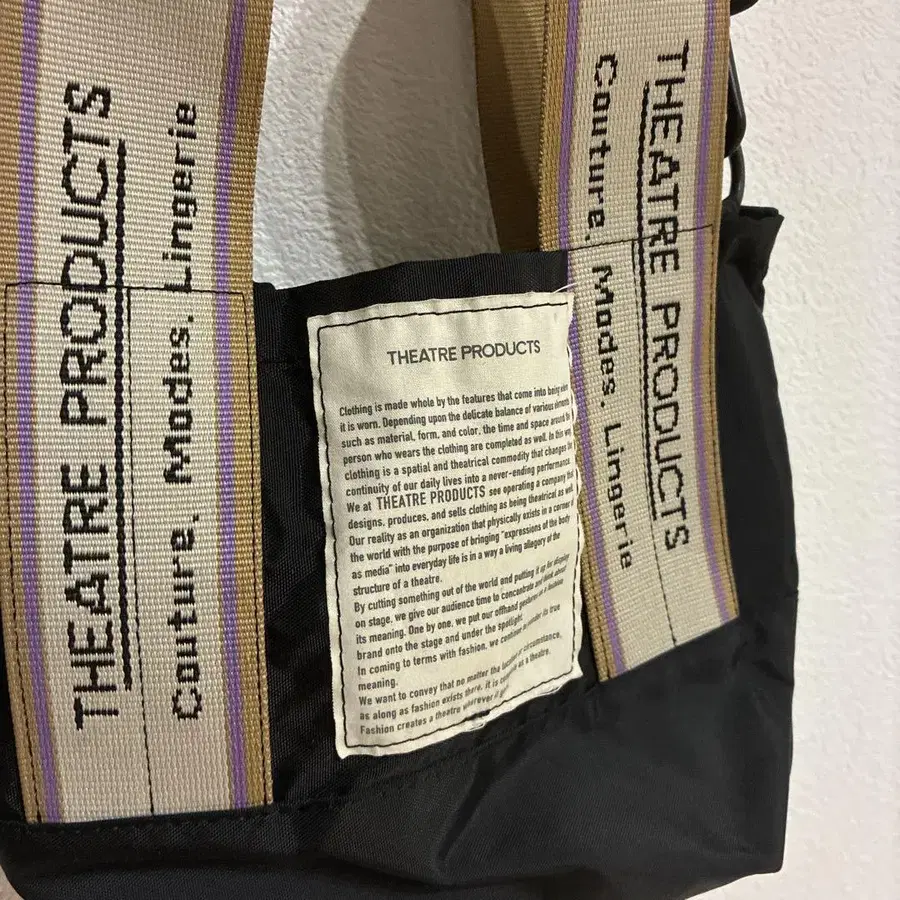 THEATRE PRODUCTS
Couture. Modes. Lingerie
THEATRE PRODUCTS
Clothing is made whole by the features that come into being when
it is worn. Depending upon the delicate balance of various elements
such as material, form, and color, the time and space around the
person who wears the clothing are completed as well. In this way,
clothing is a spatial and theatrical commodity that changes the
continuity of our daily lives into a never-ending performance.
We at THEATRE PRODUCTS see operating a company that
designs, produces, and sells clothing as being theatrical as well.
Our reality as an organization that physically exists in a corner of
the world with the purpose of bringing "expressions of the body
as media" into everyday life is in a way a living allegory of the
structure of a theatre.
By cutting something out of the world and putting it up for display
on stage, we give our audience time to concentrate and think about
its meaning. One by one, we put our offhand gestures as a fashion
brand onto the stage and under the spotlight.
In coming to terms with fashion, we continue to ponder its true
meaning.
We want to convey that no matter the location or circumstance,
as along as fashion exists there, it is as a theatre.
Fashion creates a theatre wherever it
THEATRE PRODUCTS
Couture. Modes. Lingerie